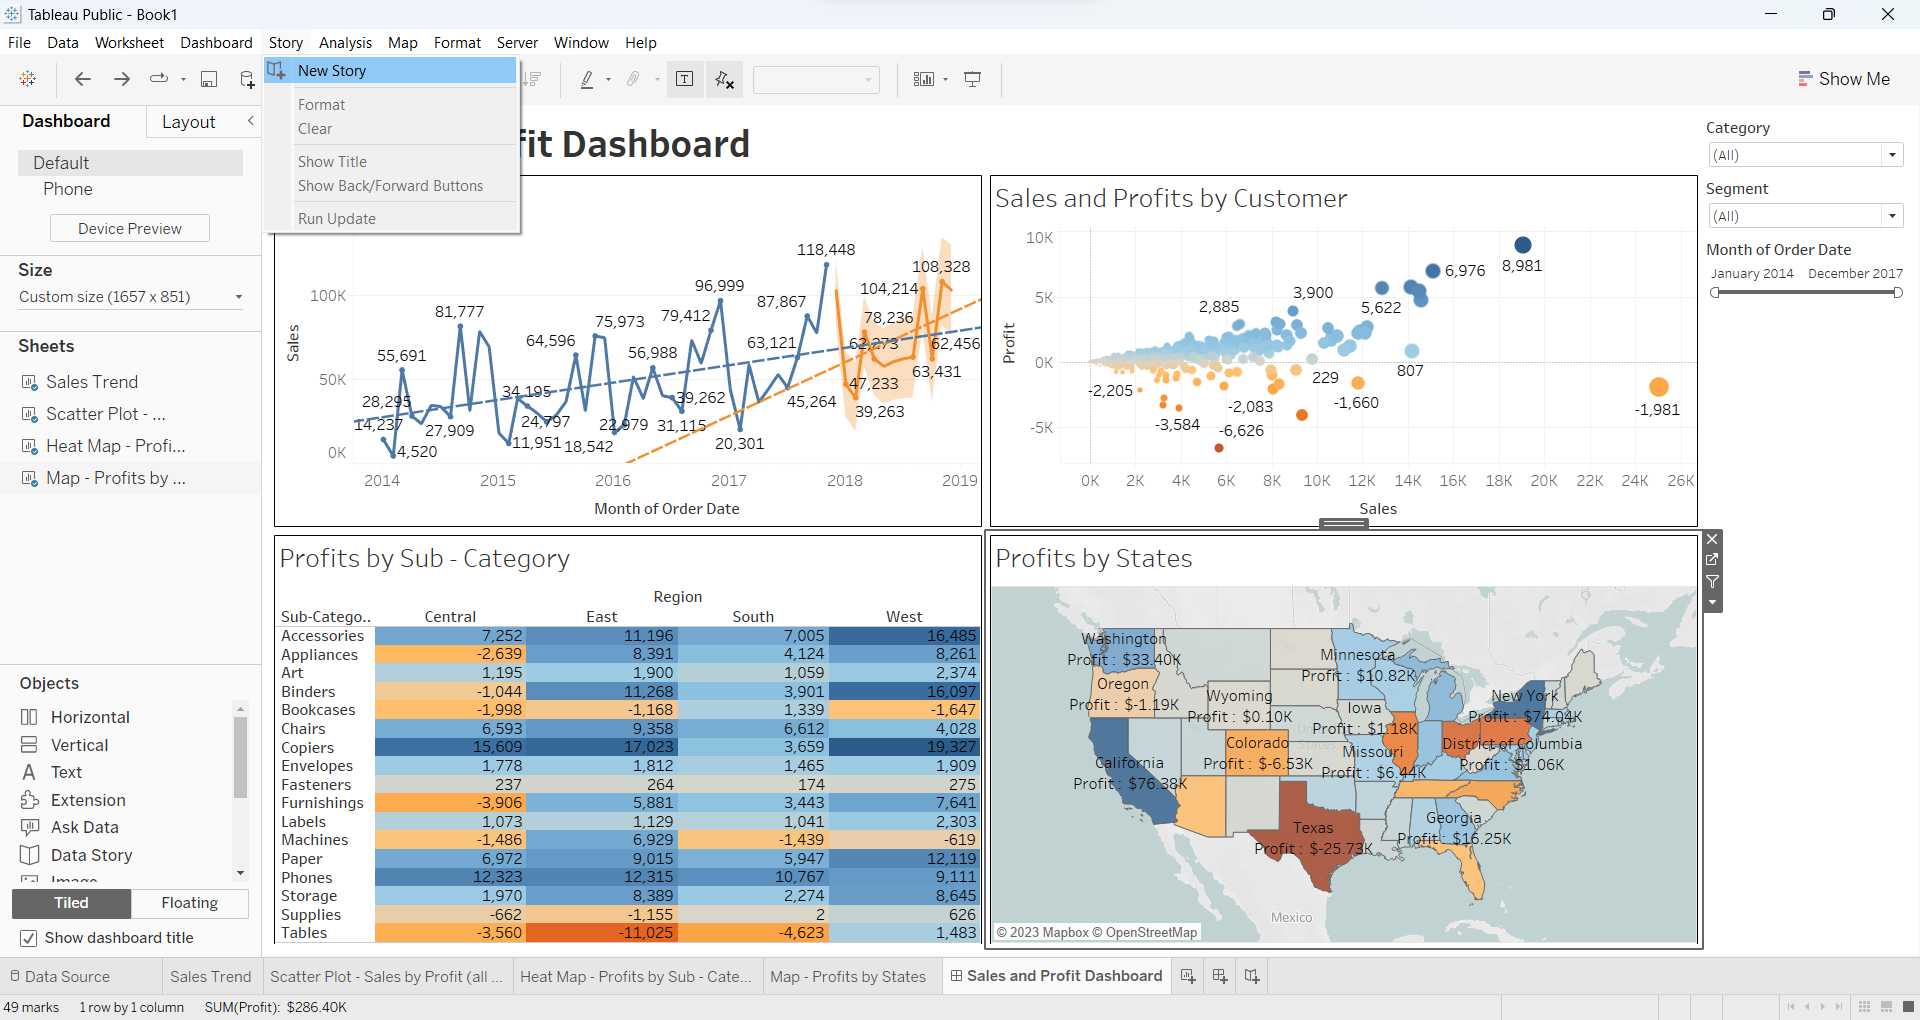 Tableau Public - Book1
File Data Worksheet Dashboard Story Analysis Map Format Server Window Help
New Story
Format
Clear
Show Title
Show Back/Forward Buttons
Run Update
Show Me
Dashboard Layout
Default
Phone
Device Preview
Size
Custom size (1657 x 851)
Sheets
Sales Trend
Scatter Plot - ...
Heat Map - Profi...
Map - Profits by ...
Objects
Horizontal
Vertical
Text
Extension
Ask Data
Data Story
Image
Tiled Floating
Show dashboard title
fit Dashboard
Sales
100K
50K
0K
118,448
108,328
96,999
104,214
87,867
81,777
75,973
79,412
78,236
64,596
63,121
62,273
62,456
55,691
56,988
63,431
34,195
47,233
28,295
39,262
45,264
39,263
14,237
27,909
24,797
22,979
31,115
4,520
11,951
18,542
20,301
2014 2015 2016 2017 2018 2019
Month of Order Date
Sales and Profits by Customer
Profit
10K
5K
0K
-5K
8,981
6,976
3,900
2,885
5,622
807
229
-2,205
-2,083
-1,660
-1,981
-3,584
-6,626
0K 2K 4K 6K 8K 10K 12K 14K 16K 18K 20K 22K 24K 26K
Sales
Category
(All)
Segment
(All)
Month of Order Date
January 2014 December 2017
Profits by Sub - Category
Region
Sub-Catego.. Central East South West
Accessories 7,252 11,196 7,005 16,485
Appliances -2,639 8,391 4,124 8,261
Art 1,195 1,900 1,059 2,374
Binders -1,044 11,268 3,901 16,097
Bookcases -1,998 -1,168 1,339 -1,647
Chairs 6,593 9,358 6,612 4,028
Copiers 15,609 17,023 3,659 19,327
Envelopes 1,778 1,812 1,465 1,909
Fasteners 237 264 174 275
Furnishings -3,906 5,881 3,443 7,641
Labels 1,073 1,129 1,041 2,303
Machines -1,486 6,929 -1,439 -619
Paper 6,972 9,015 5,947 12,119
Phones 12,323 12,315 10,767 9,111
Storage 1,970 8,389 2,274 8,645
Supplies -662 -1,155 2 626
Tables -3,560 -11,025 -4,623 1,483
Profits by States
Washington
Profit : $33.40K
Minnesota
Profit : $10.82K
Oregon
Profit : $-1.19K
Wyoming
Profit : $0.10K
New York
Profit : $74.04K
Iowa
Profit : $1.18K
Colorado
Profit : $-6.53K
Missouri
Profit : $6.44K
District of Columbia
Profit : $1.06K
California
Profit : $76.38K
Georgia
Profit : $16.25K
Texas
Profit : $-25.73K
Mexico
© 2023 Mapbox © OpenStreetMap
Data Source Sales Trend Scatter Plot - Sales by Profit (all ... Heat Map - Profits by Sub - Cate... Map - Profits by States Sales and Profit Dashboard
49 marks 1 row by 1 column SUM(Profit): $286.40K